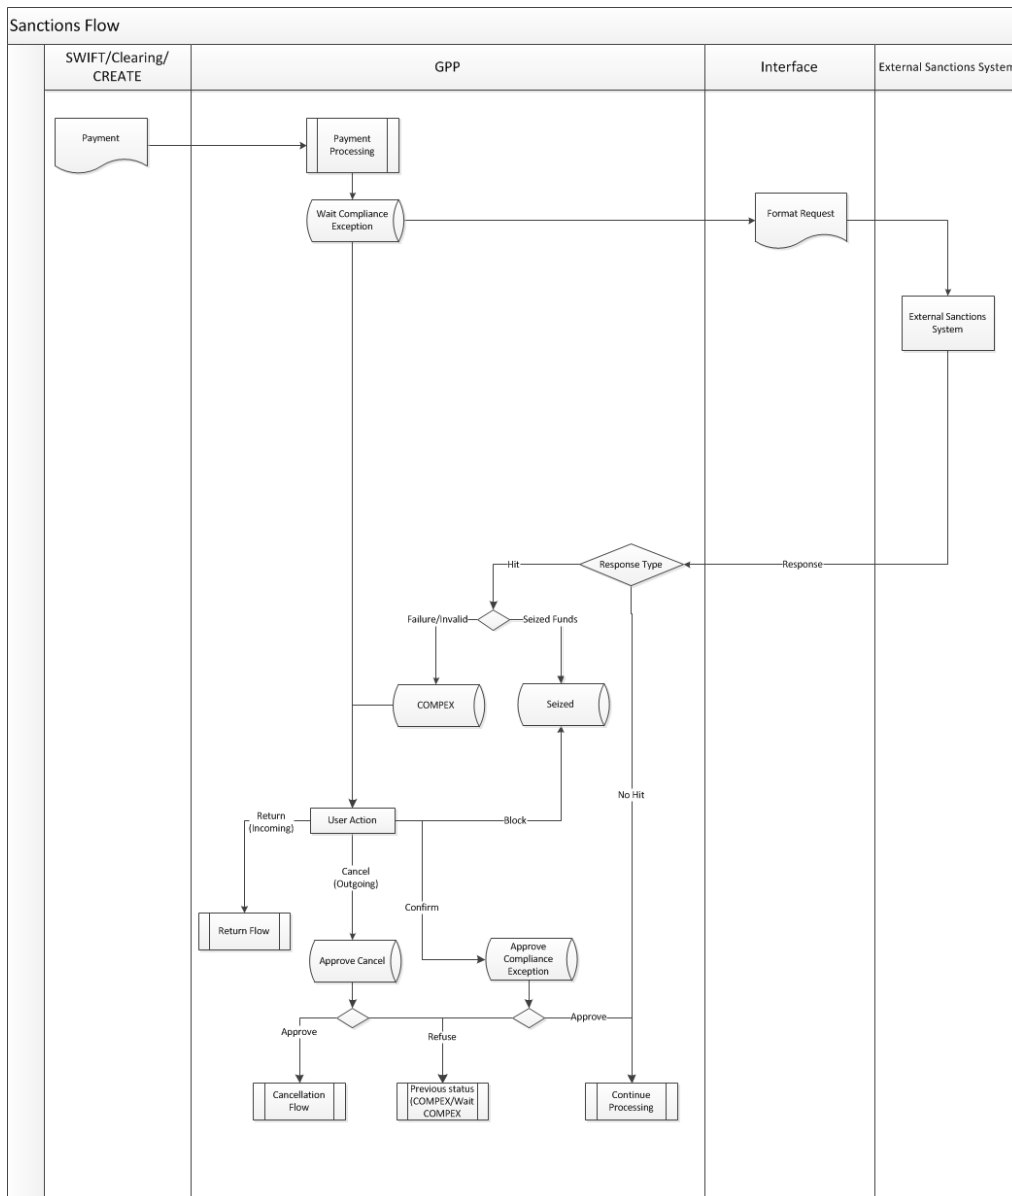 Sanctions Flow
SWIFT/Clearing/
CREATE
GPP
Interface
External Sanctions System
Payment
Payment
Processing
Wait Compliance
Exception
Format Request
External Sanctions
System
Hit
Response Type
Response
Failure/Invalid
Seized Funds
COMPEX
Seized
No Hit
Return
(Incoming)
User Action
Block
Cancel
(Outgoing)
Confirm
Return Flow
Approve Cancel
Approve
Compliance
Exception
Approve
Refuse
Approve
Cancellation
Flow
Previous status
(COMPEX/Wait
COMPEX
Continue
Processing